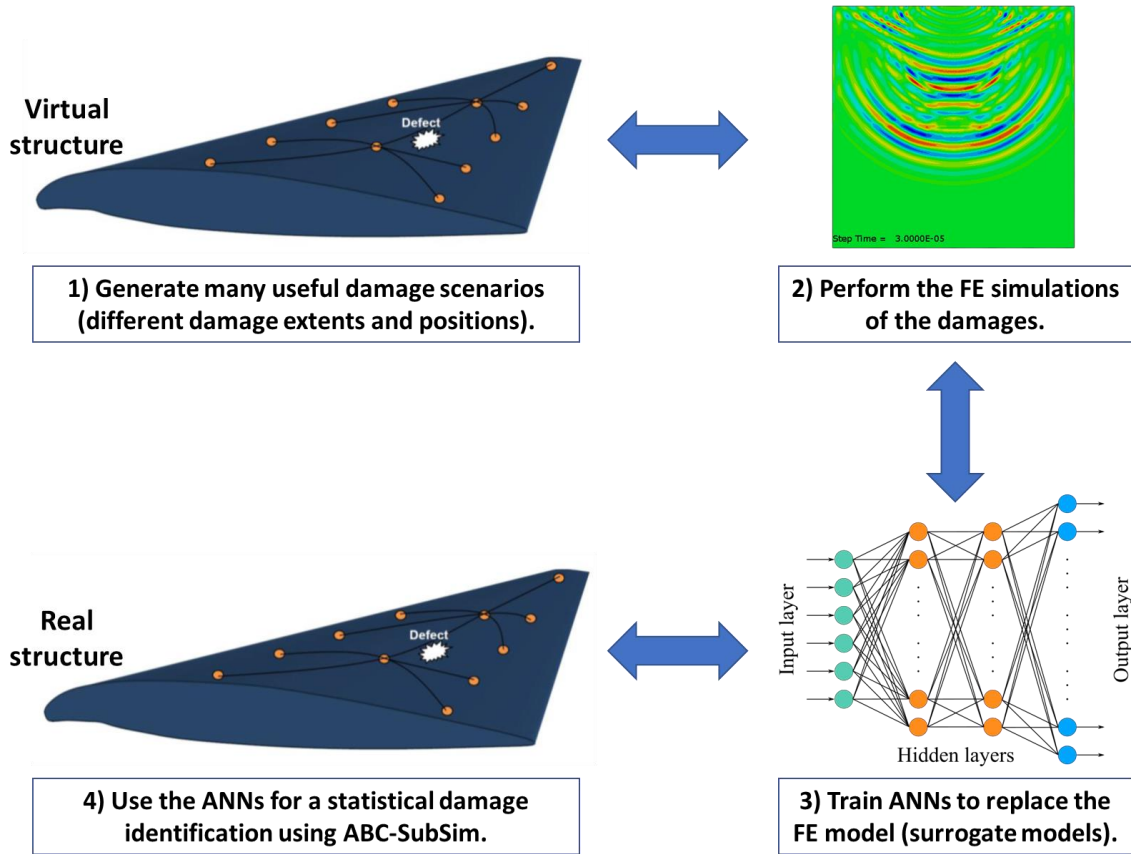 Virtual
structure
Defect
Step Time = 3.0000E-05
1) Generate many useful damage scenarios
(different damage extents and positions).
2) Perform the FE simulations
of the damages.
Real
structure
Defect
Input layer
Hidden layers
Output layer
4) Use the ANNs for a statistical damage
identification using ABC-SubSim.
3) Train ANNs to replace the
FE model (surrogate models).